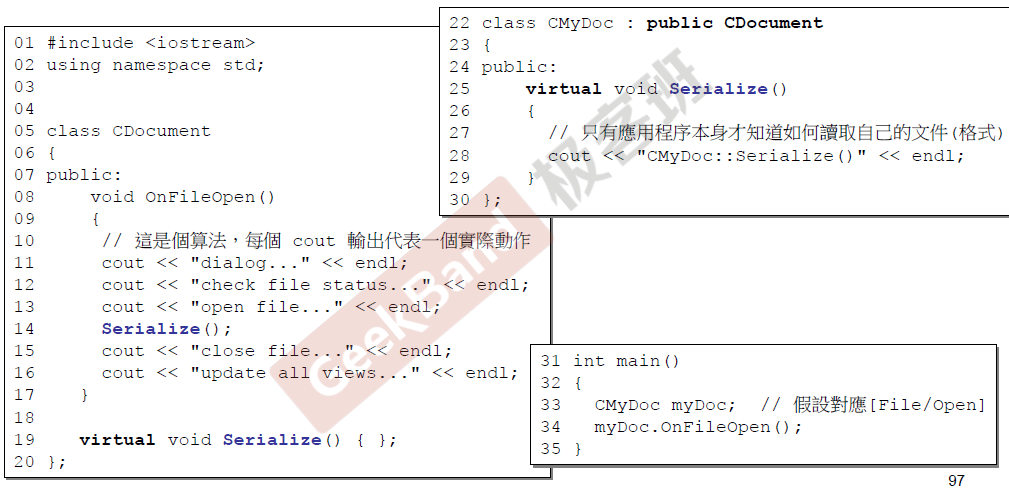 01 #include <iostream>
02 using namespace std;
03
04
05 class CDocument
06 {
07 public:
08     void OnFileOpen()
09     {
10      // 這是個算法，每個 cout 輸出代表一個實際動作
11      cout << "dialog..." << endl;
12      cout << "check file status..." << endl;
13      cout << "open file..." << endl;
14      Serialize();
15      cout << "close file..." << endl;
16      cout << "update all views..." << endl;
17    }
18
19    virtual void Serialize() { };
20 };
22 class CMyDoc : public CDocument
23 {
24 public:
25     virtual void Serialize()
26     {
27       // 只有應用程序本身才知道如何讀取自己的文件(格式)
28       cout << "CMyDoc::Serialize()" << endl;
29     }
30 };
31 int main()
32 {
33   CMyDoc myDoc;  // 假設對應[File/Open]
34   myDoc.OnFileOpen();
35 }
GeekBand 极客班
97